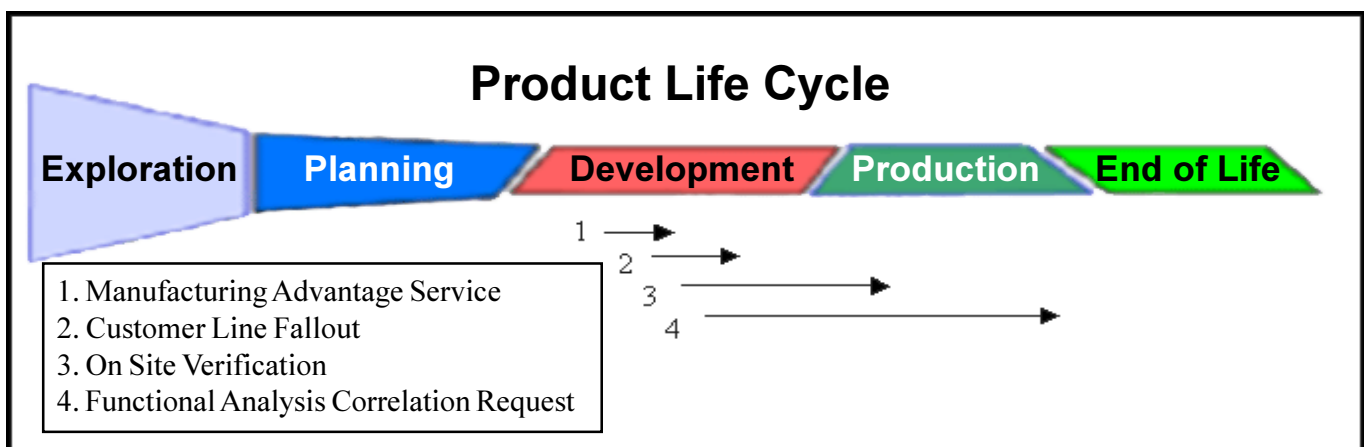 Product Life Cycle
Exploration Planning Development Production End of Life
1
2
3
4
1. Manufacturing Advantage Service
2. Customer Line Fallout
3. On Site Verification
4. Functional Analysis Correlation Request